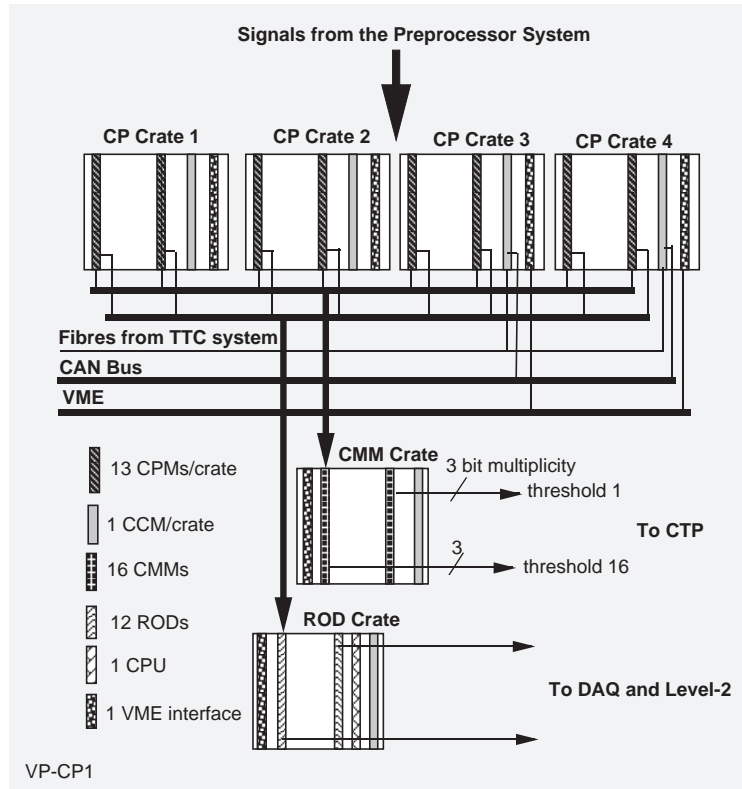 Signals from the Preprocessor System
CP Crate 1
CP Crate 2
CP Crate 3
CP Crate 4
Fibres from TTC system
CAN Bus
VME
CMM Crate
3 bit multiplicity
threshold 1
To CTP
3
threshold 16
13 CPMs/crate
1 CCM/crate
16 CMMs
12 RODs
1 CPU
1 VME interface
ROD Crate
To DAQ and Level-2
VP-CP1